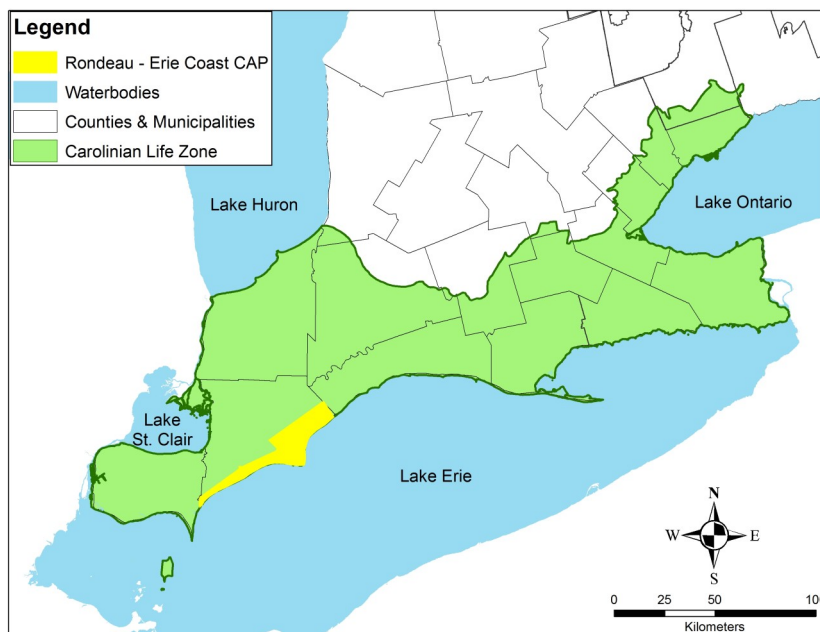 Legend
Rondeau - Erie Coast CAP
Waterbodies
Counties & Municipalities
Carolinian Life Zone
Lake Huron
Lake Ontario
Lake
St. Clair
Lake Erie
N
W
E
S
0
25
50
100
Kilometers